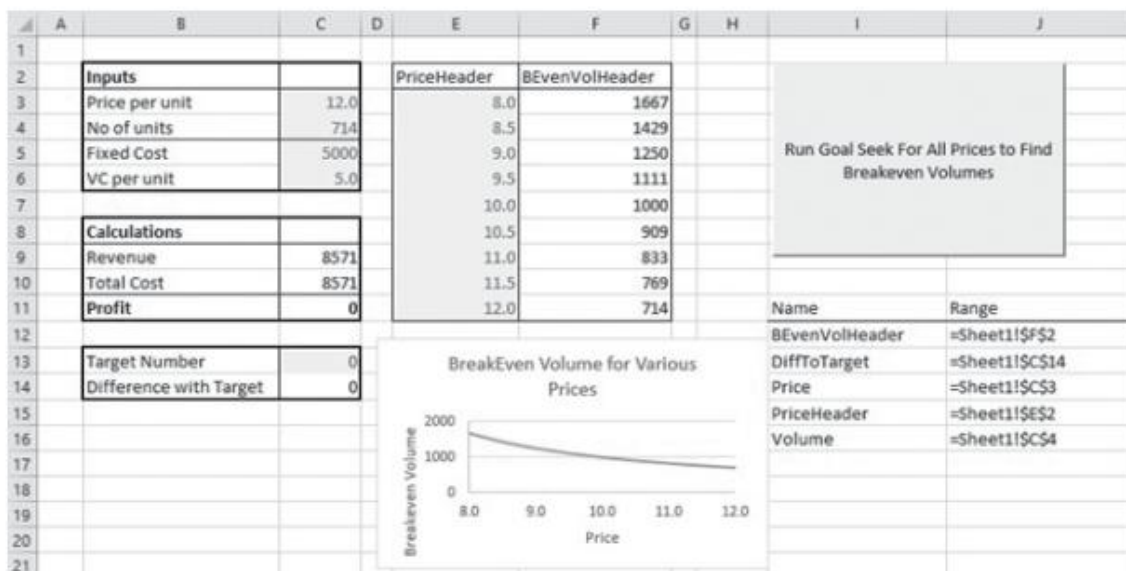 A B C D E F G H I J
1
2 Inputs PriceHeader BEvenVolHeader
3 Price per unit 12.0 8.0 1667
4 No of units 714 8.5 1429
5 Fixed Cost 5000 9.0 1250
6 VC per unit 5.0 9.5 1111
7 10.0 1000
8 Calculations 10.5 909
9 Revenue 8571 11.0 833
10 Total Cost 8571 11.5 769
11 Profit 0 12.0 714 Name Range
12 BEvenVolHeader =Sheet1!$F$2
13 Target Number 0 DiffToTarget =Sheet1!$C$14
14 Difference with Target 0 Price =Sheet1!$C$3
15 PriceHeader =Sheet1!$E$2
16 Volume =Sheet1!$C$4
17
18
19
20
21
Run Goal Seek For All Prices to Find
Breakeven Volumes
BreakEven Volume for Various
Prices
Breakeven Volume
2000
1000
0
8.0 9.0 10.0 11.0 12.0
Price